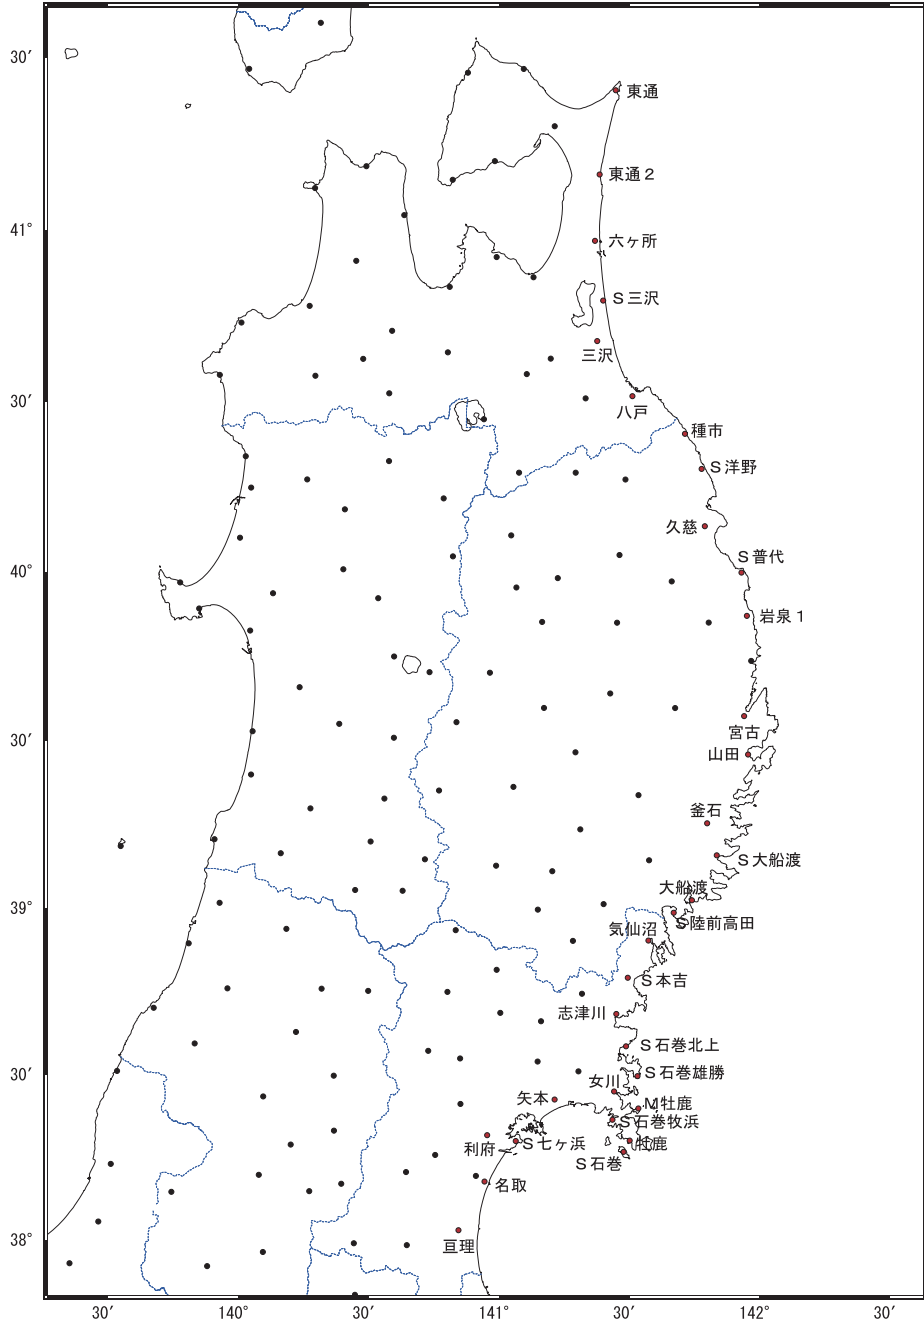 30′
東通
東通２
41°
六ヶ所
Ｓ三沢
三沢
30′
八戸
種市
Ｓ洋野
久慈
Ｓ普代
40°
岩泉１
宮古
30′
山田
釜石
Ｓ大船渡
大船渡
39°
Ｓ陸前高田
気仙沼
Ｓ本吉
志津川
Ｓ石巻北上
30′
Ｓ石巻雄勝
女川
矢本
Ｍ牡鹿
Ｓ石巻牧浜
利府
Ｓ七ヶ浜
牡鹿
Ｓ石巻
名取
38°
亘理
30′
140°
30′
141°
30′
142°
30′